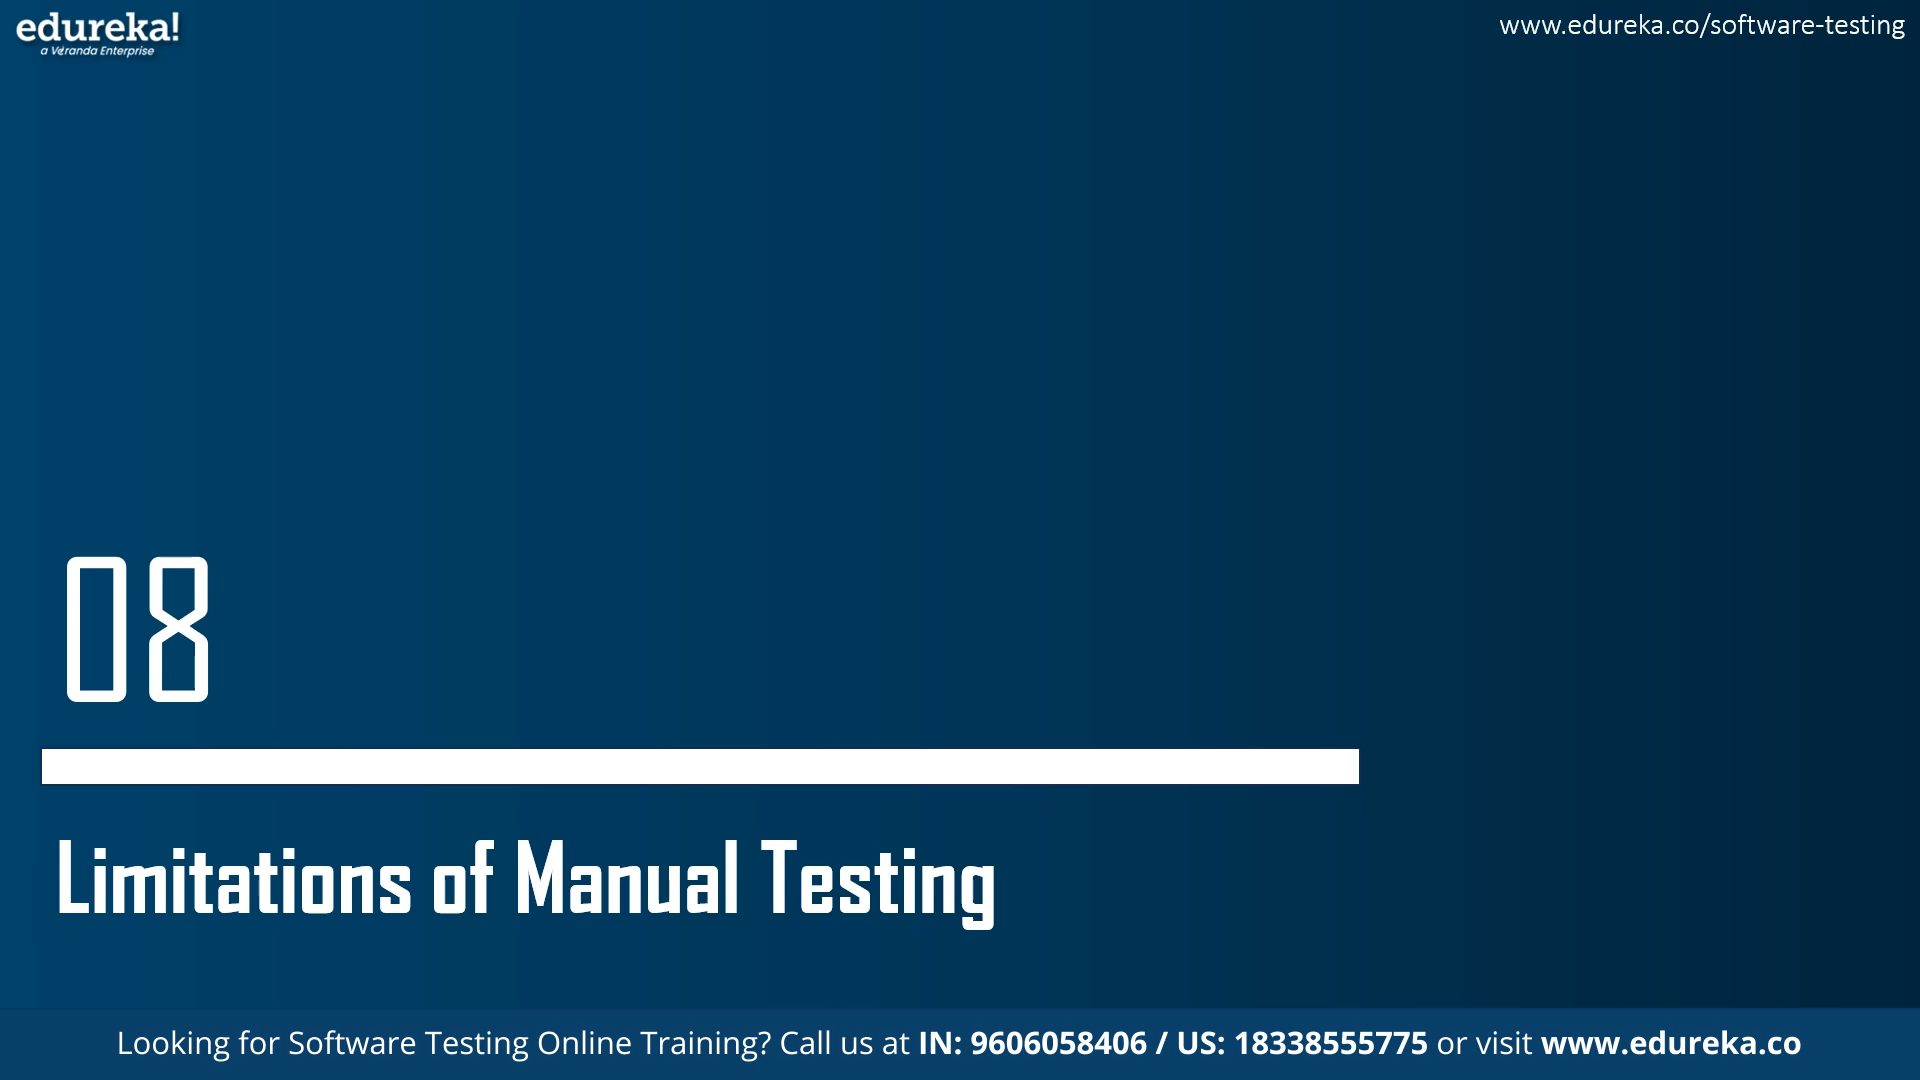 edureka!
a Veranda Enterprise
www.edureka.co/software-testing
08
Limitations of Manual Testing
Looking for Software Testing Online Training? Call us at IN: 9606058406 / US: 18338555775 or visit www.edureka.co